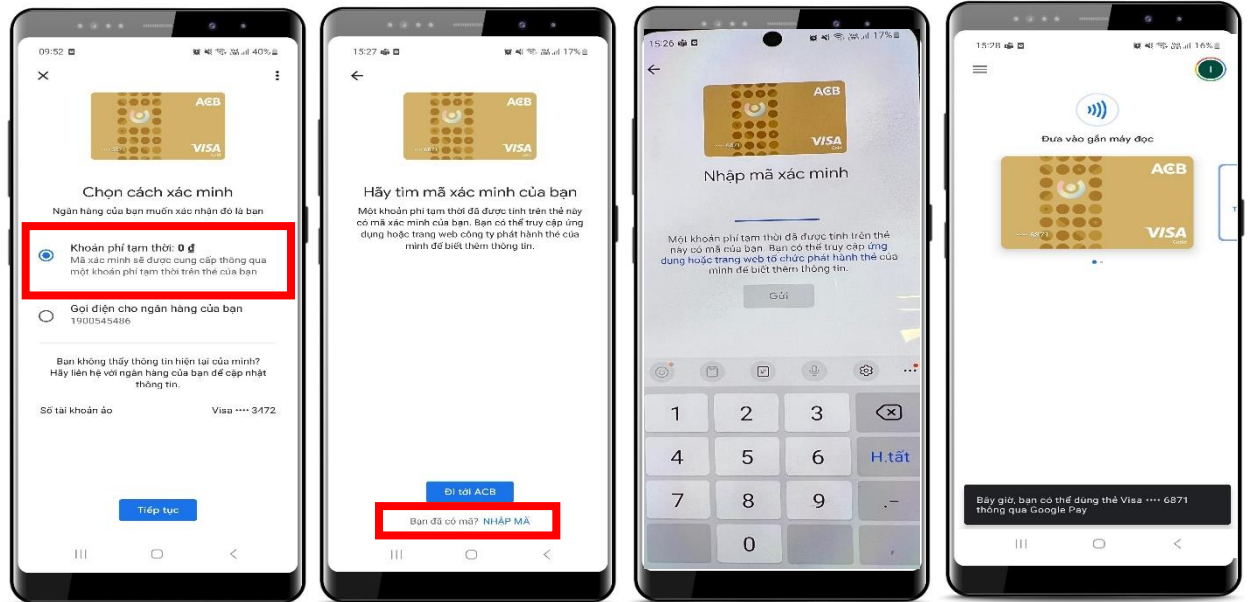 09:52
40%
ACB
3472
VISA
Chọn cách xác minh
Ngân hàng của bạn muốn xác nhận đó là bạn
Khoản phí tạm thời: 0 ₫
Mã xác minh sẽ được cung cấp thông qua
một khoản phí tạm thời trên thẻ của bạn
Gọi điện cho ngân hàng của bạn
1900545486
Bạn không thấy thông tin hiện tại của mình?
Hãy liên hệ với ngân hàng của bạn để cập nhật
thông tin.
Số tài khoản ảo Visa •••• 3472
Tiếp tục
15:27
17%
ACB
6871
VISA
Hãy tìm mã xác minh của bạn
Một khoản phí tạm thời đã được tính trên thẻ này
có mã xác minh của bạn. Bạn có thể truy cập ứng
dụng hoặc trang web công ty phát hành thẻ của
mình để biết thêm thông tin.
Đi tới ACB
Bạn đã có mã? NHẬP MÃ
15:26
17%
ACB
6871
VISA
Nhập mã xác minh
Một khoản phí tạm thời đã được tính trên thẻ
này có mã của bạn. Bạn có thể truy cập ứng
dụng hoặc trang web tổ chức phát hành thẻ của
mình để biết thêm thông tin.
Gửi
1 2 3
4 5 6 H.tất
7 8 9 .-
0 ,
15:28
16%
I
Đưa vào gần máy đọc
ACB
6871
VISA
Bây giờ, bạn có thể dùng thẻ Visa •••• 6871
thông qua Google Pay